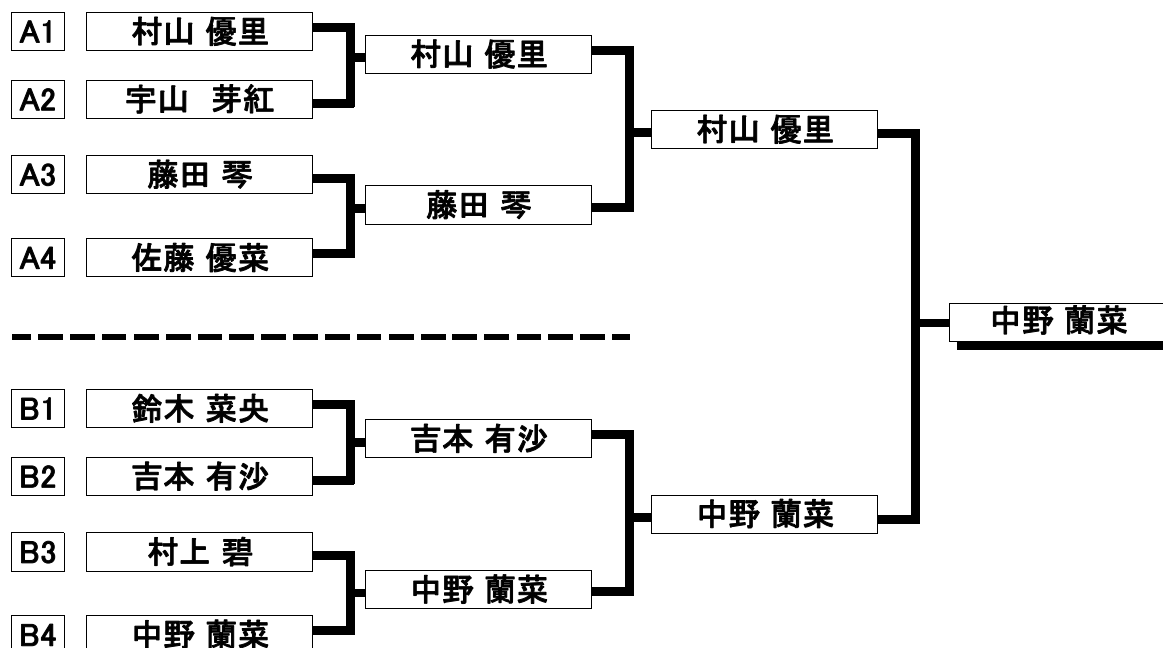 A1 村山 優里
村山 優里
A2 宇山　芽紅
村山 優里
A3 藤田 琴
藤田 琴
A4 佐藤 優菜
中野 蘭菜
B1 鈴木 菜央
吉本 有沙
B2 吉本 有沙
中野 蘭菜
B3 村上 碧
中野 蘭菜
B4 中野 蘭菜